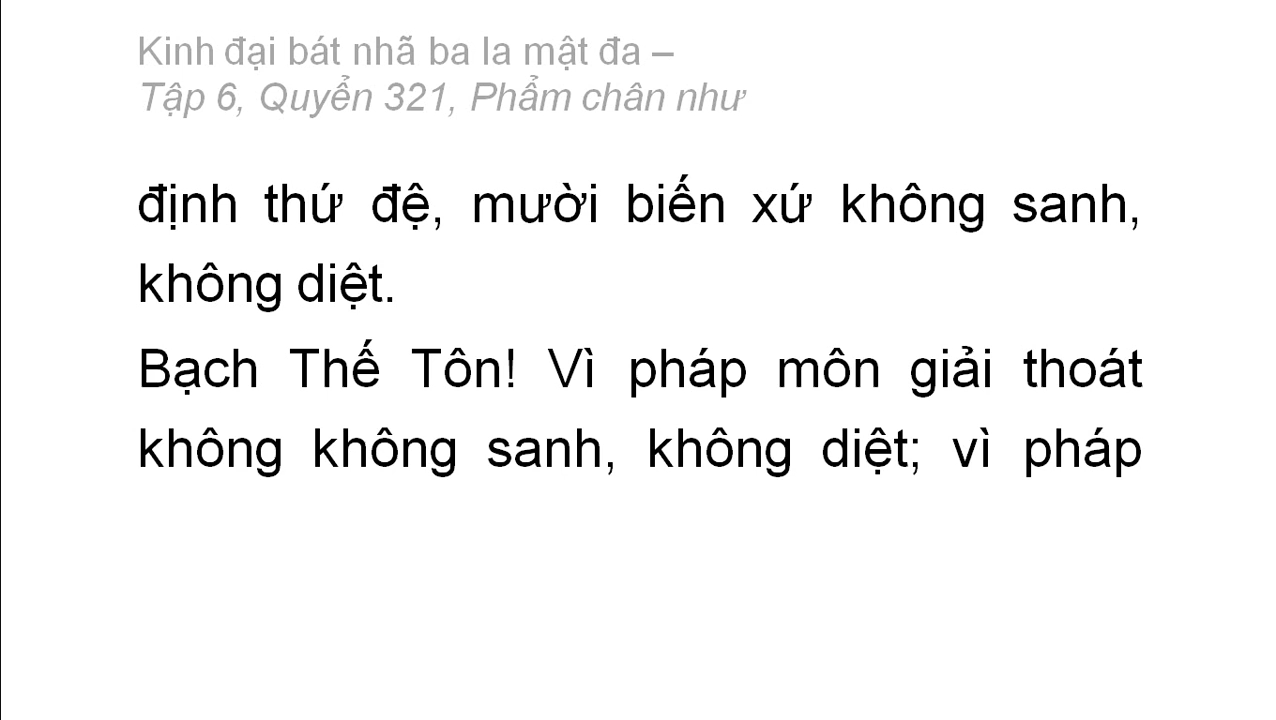 Kinh đại bát nhã ba la mật đa –
Tập 6, Quyển 321, Phẩm chân như
định thứ đệ, mười biến xứ không sanh,
không diệt.
Bạch Thế Tôn! Vì pháp môn giải thoát
không không sanh, không diệt; vì pháp